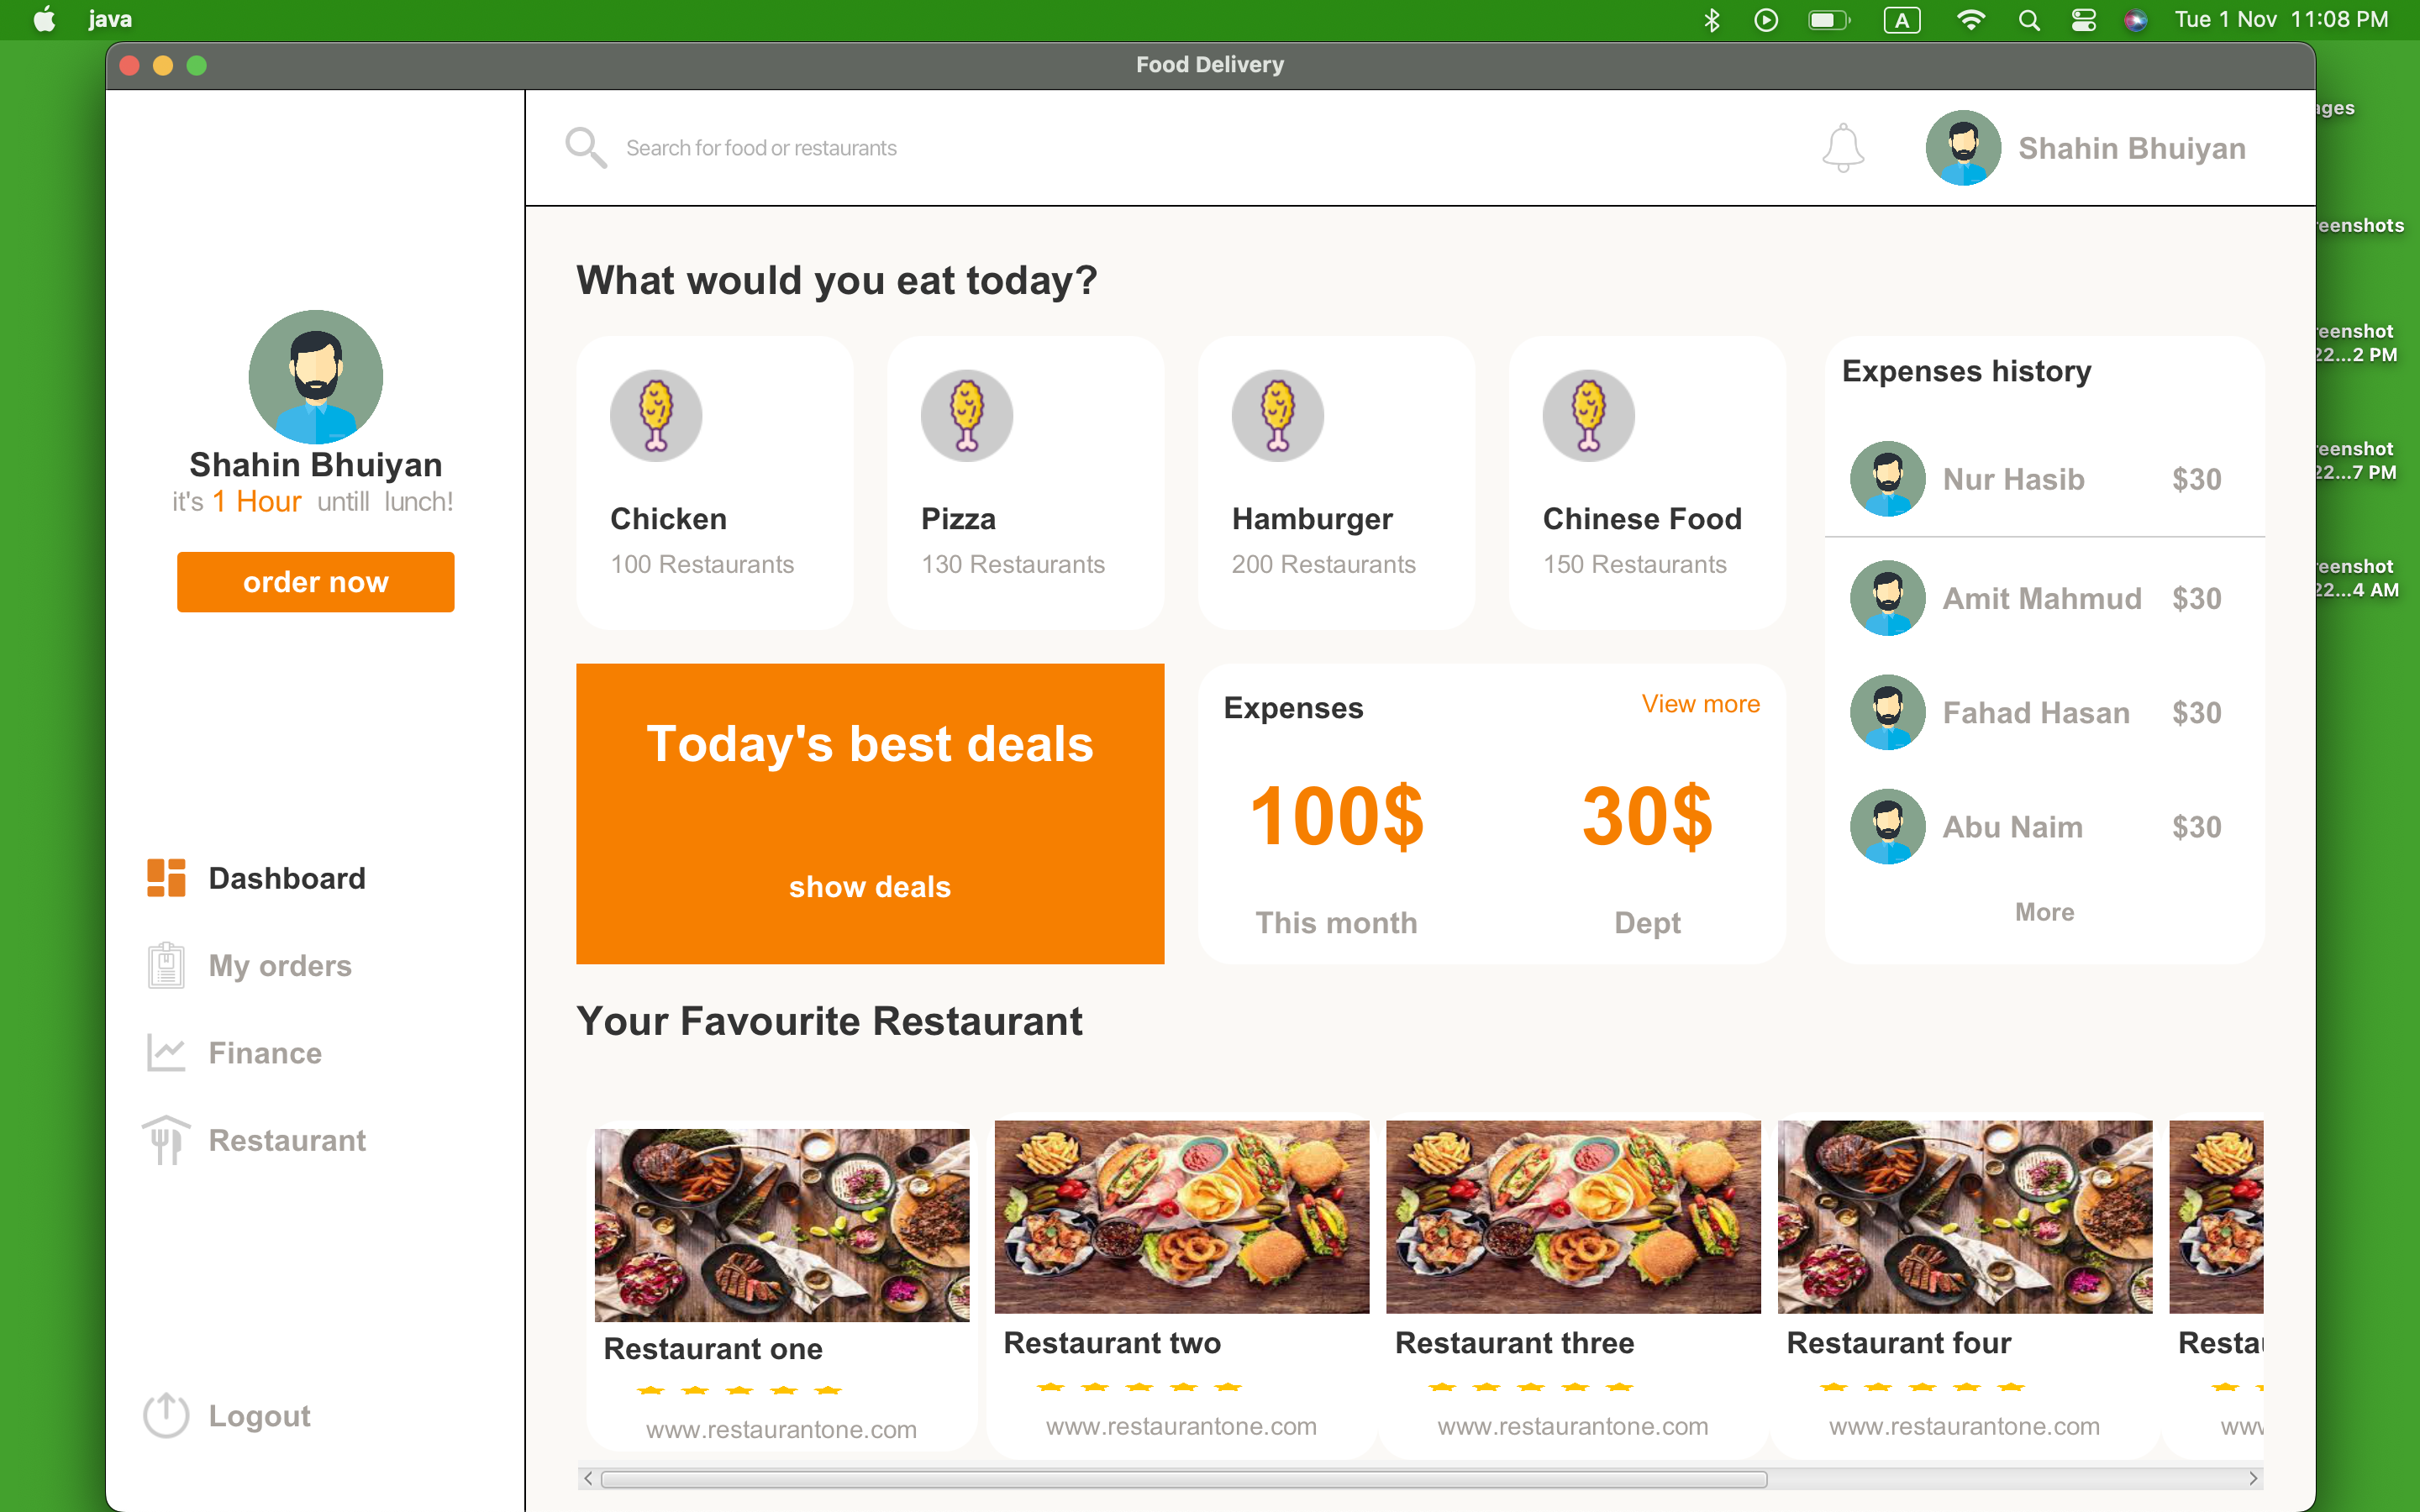 java
A
Tue 1 Nov 11:08 PM
Food Delivery
Search for food or restaurants
Shahin Bhuiyan
Shahin Bhuiyan
it's 1 Hour untill lunch!
order now
Dashboard
My orders
Finance
Restaurant
Logout
What would you eat today?
Chicken
100 Restaurants
Pizza
130 Restaurants
Hamburger
200 Restaurants
Chinese Food
150 Restaurants
Expenses history
Nur Hasib $30
Amit Mahmud $30
Fahad Hasan $30
Abu Naim $30
More
Today's best deals
show deals
Expenses
View more
100$
This month
30$
Dept
Your Favourite Restaurant
Restaurant one
www.restaurantone.com
Restaurant two
www.restaurantone.com
Restaurant three
www.restaurantone.com
Restaurant four
www.restaurantone.com
Resta
ww
ages
reenshots
reenshot
22...2 PM
reenshot
22...7 PM
reenshot
22...4 AM